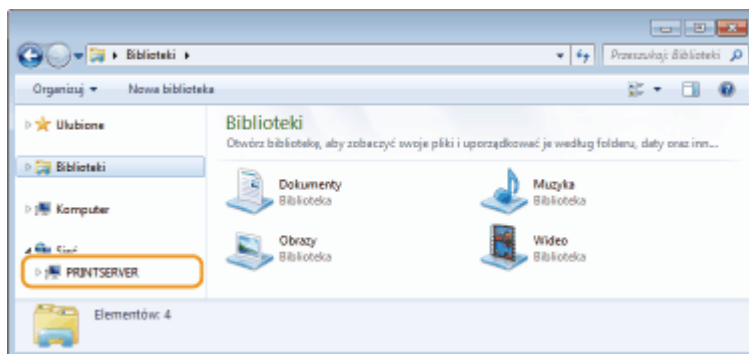 Biblioteki
Przeszukaj: Biblioteki
Organizuj
Nowa biblioteka
Ulubione
Biblioteki
Komputer
Sieć
PRINTSERVER
Biblioteki
Otwórz bibliotekę, aby zobaczyć swoje pliki i uporządkować je według folderu, daty oraz inn...
Dokumenty
Biblioteka
Muzyka
Biblioteka
Obrazy
Biblioteka
Wideo
Biblioteka
Elementów: 4